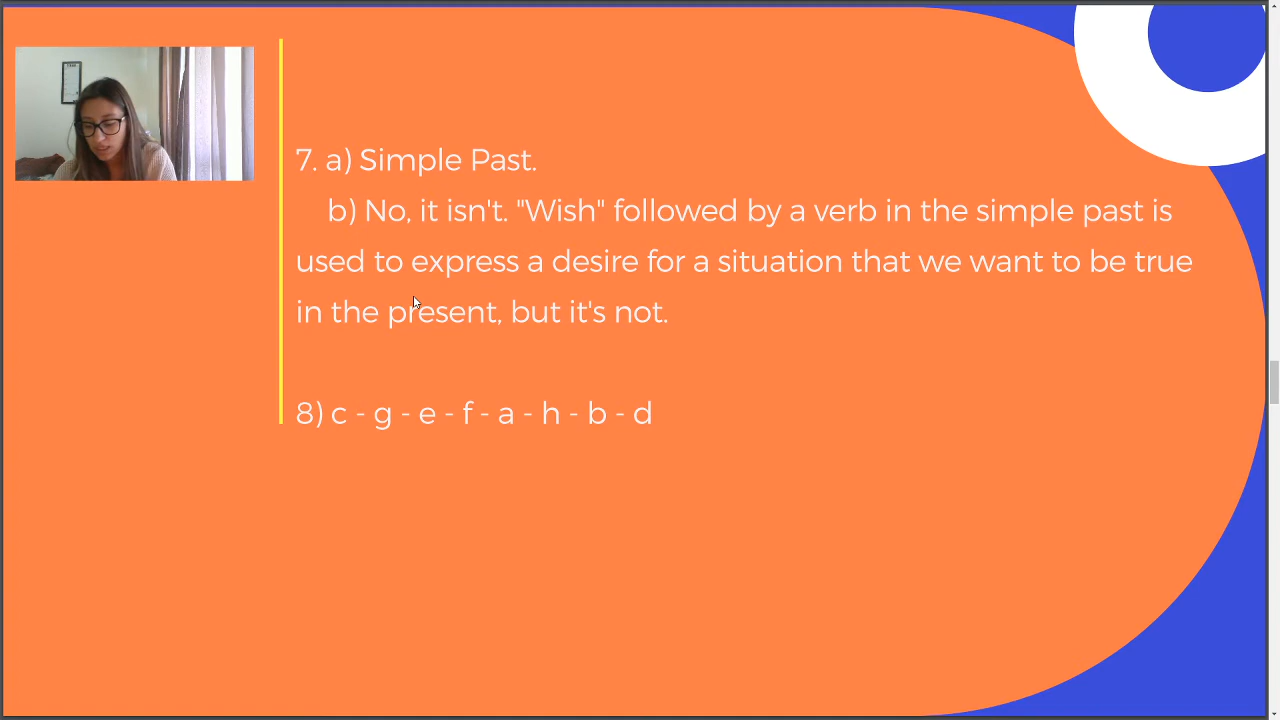 7. a) Simple Past.
b) No, it isn't. "Wish" followed by a verb in the simple past is
used to express a desire for a situation that we want to be true
in the present, but it's not.
8) c - g - e - f - a - h - b - d